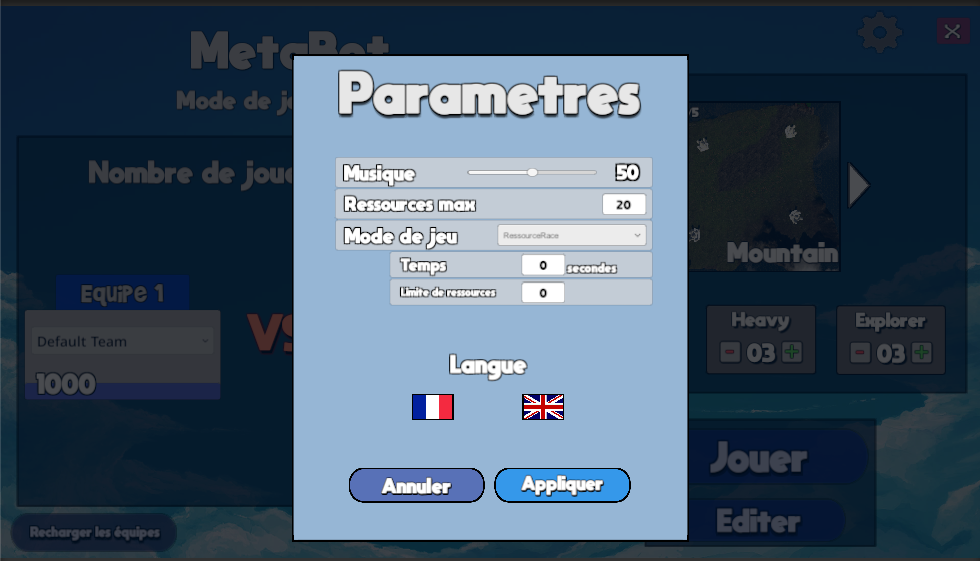 MetaBot
Parametres
Mode de je
Nombre de joue
Musique
50
Ressources max
20
Mode de jeu
RessourceRace
Temps
0
secondes
Limite de ressources
0
Mountain
Equipe 1
Default Team
1000
VS
Heavy
03
Explorer
03
Langue
Annuler
Appliquer
Jouer
Editer
Recharger les équipes